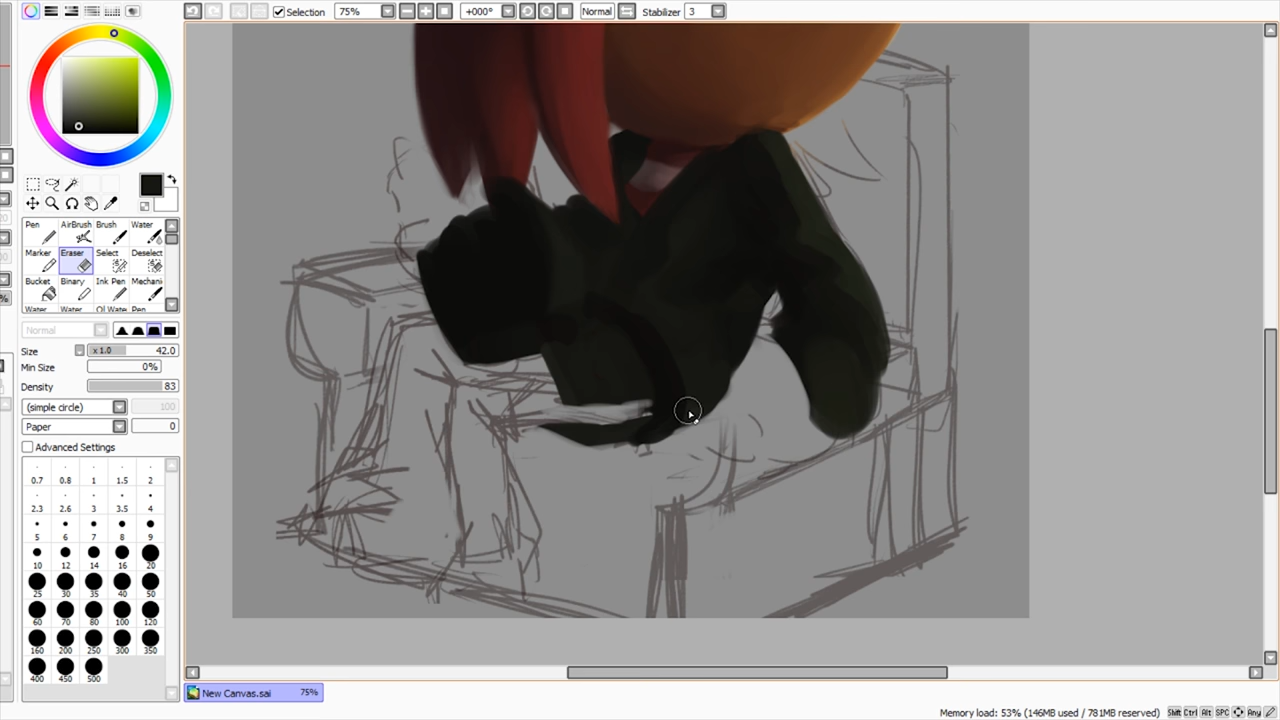 Selection 75% +000° Normal Stabilizer 3
Pen AirBrush Brush Water
Marker Eraser Select Deselect
Bucket Binary Ink Pen Mechani
Water Water Ol Wate Pen
Normal
Size x 1.0 42.0
Min Size 0%
Density 83
(simple circle) 100
Paper 0
Advanced Settings
0.7 0.8 1 1.5 2
2.3 2.6 3 3.5 4
5 6 7 8 9
10 12 14 16 20
25 30 35 40 50
60 70 80 100 120
160 200 250 300 350
400 450 500
New Canvas.sai 75%
Memory load: 53% (146MB used / 781MB reserved) Shift Ctrl Alt SPC Any